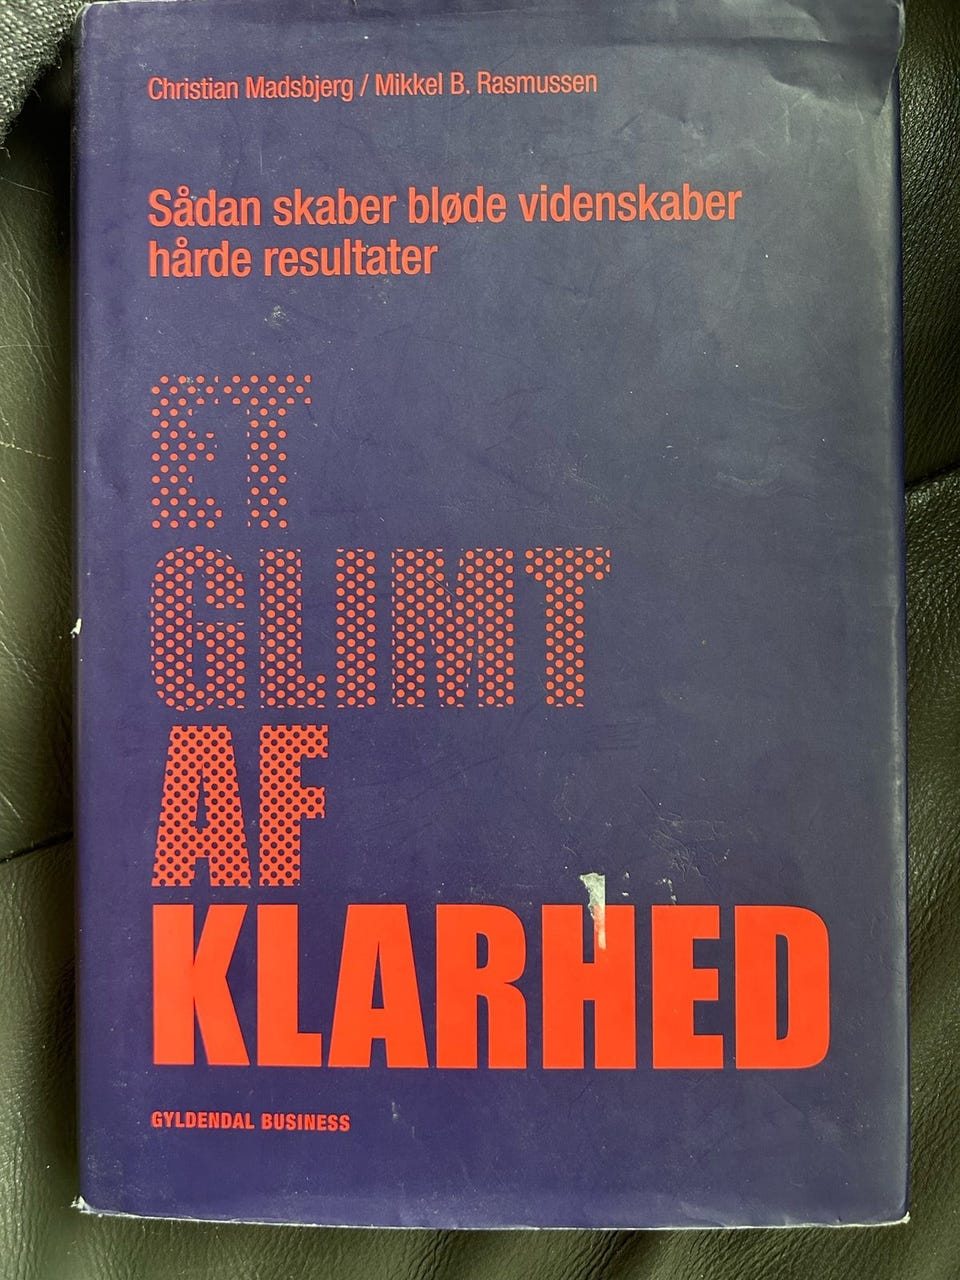 Christian Madsbjerg / Mikkel B. Rasmussen
Sådan skaber bløde videnskaber
hårde resultater
ET
GLIMT
AF
KLARHED
GYLDENDAL BUSINESS